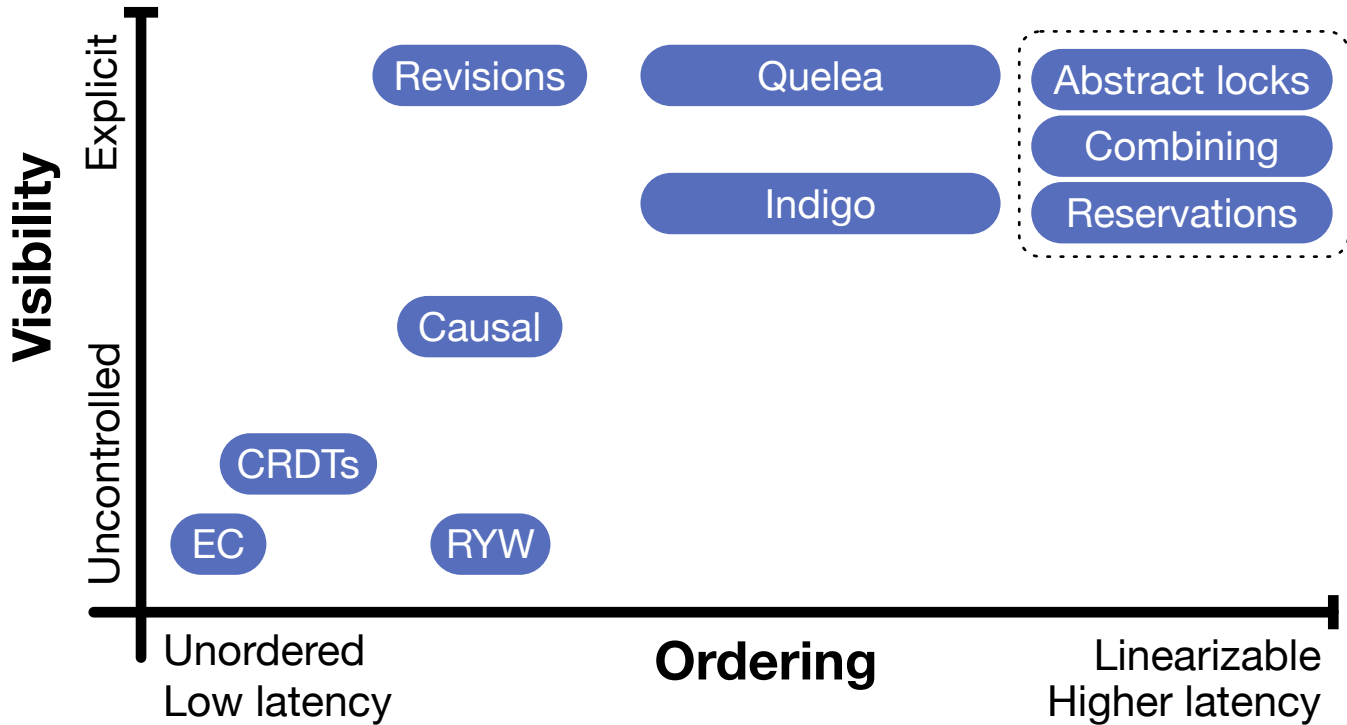 Visibility
Explicit
Uncontrolled
Revisions
Quelea
Abstract locks
Combining
Indigo
Reservations
Causal
CRDTs
EC
RYW
Unordered
Low latency
Ordering
Linearizable
Higher latency